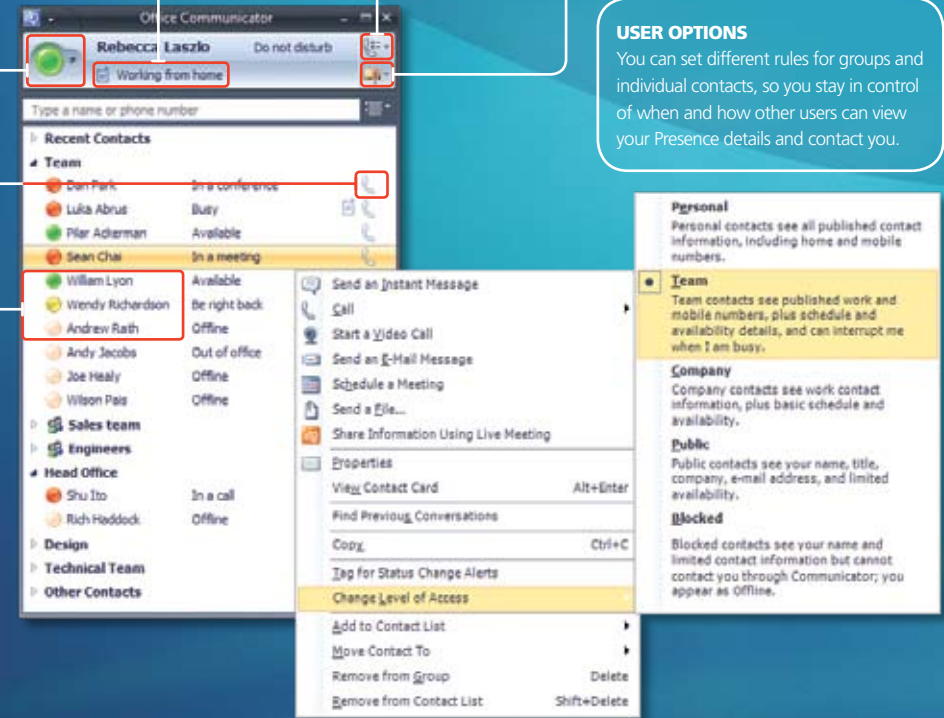 Office Communicator
Rebecca Laszlo Do not disturb
Working from home
Type a name or phone number
Recent Contacts
Team
Dan Park In a conference
Luka Abrus Busy
Pilar Ackerman Available
Sean Chai In a meeting
William Lyon Available
Wendy Richardson Be right back
Andrew Rath Offline
Andy Jacobs Out of office
Joe Healy Offline
Wilson Pais Offline
Sales team
Engineers
Head Office
Shu Ito In a call
Rich Haddock Offline
Design
Technical Team
Other Contacts
Send an Instant Message
Call
Start a Video Call
Send an E-Mail Message
Schedule a Meeting
Send a File...
Share Information Using Live Meeting
Properties
View Contact Card Alt+Enter
Find Previous Conversations
Copy Ctrl+C
Tag for Status Change Alerts
Change Level of Access
Add to Contact List
Move Contact To
Remove from Group Delete
Remove from Contact List Shift+Delete
USER OPTIONS
You can set different rules for groups and
individual contacts, so you stay in control
of when and how other users can view
your Presence details and contact you.
Personal
Personal contacts see all published contact
information, including home and mobile
numbers.
Team
Team contacts see published work and
mobile numbers, plus schedule and
availability details, and can interrupt me
when I am busy.
Company
Company contacts see work contact
information, plus basic schedule and
availability.
Public
Public contacts see your name, title,
company, e-mail address, and limited
availability.
Blocked
Blocked contacts see your name and
limited contact information but cannot
contact you through Communicator; you
appear as Offline.